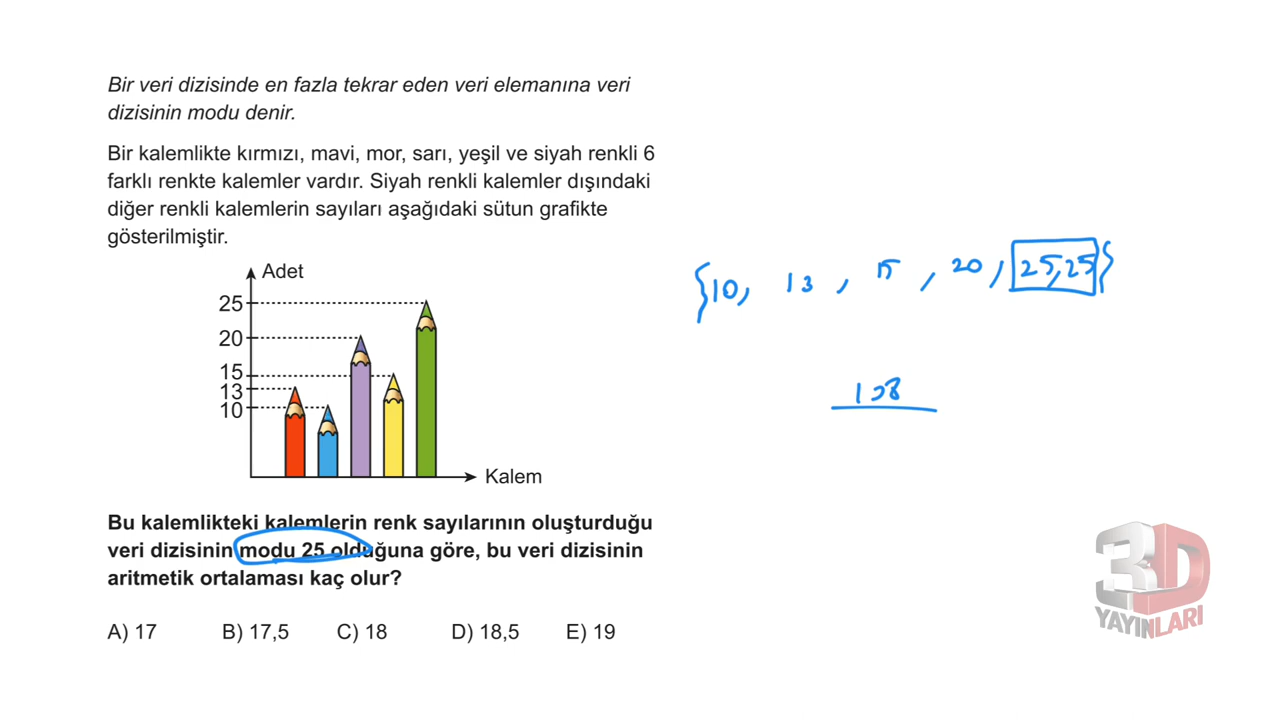 Bir veri dizisinde en fazla tekrar eden veri elemanına veri
dizisinin modu denir.
Bir kalemlikte kırmızı, mavi, mor, sarı, yeşil ve siyah renkli 6
farklı renkte kalemler vardır. Siyah renkli kalemler dışındaki
diğer renkli kalemlerin sayıları aşağıdaki sütun grafikte
gösterilmiştir.
Adet
25
20
15
13
10
Kalem
{10, 13, 15, 20, 25,25}
108
Bu kalemlikteki kalemlerin renk sayılarının oluşturduğu
veri dizisinin modu 25 olduğuna göre, bu veri dizisinin
aritmetik ortalaması kaç olur?
A) 17 B) 17,5 C) 18 D) 18,5 E) 19
3D
YAYINLARI